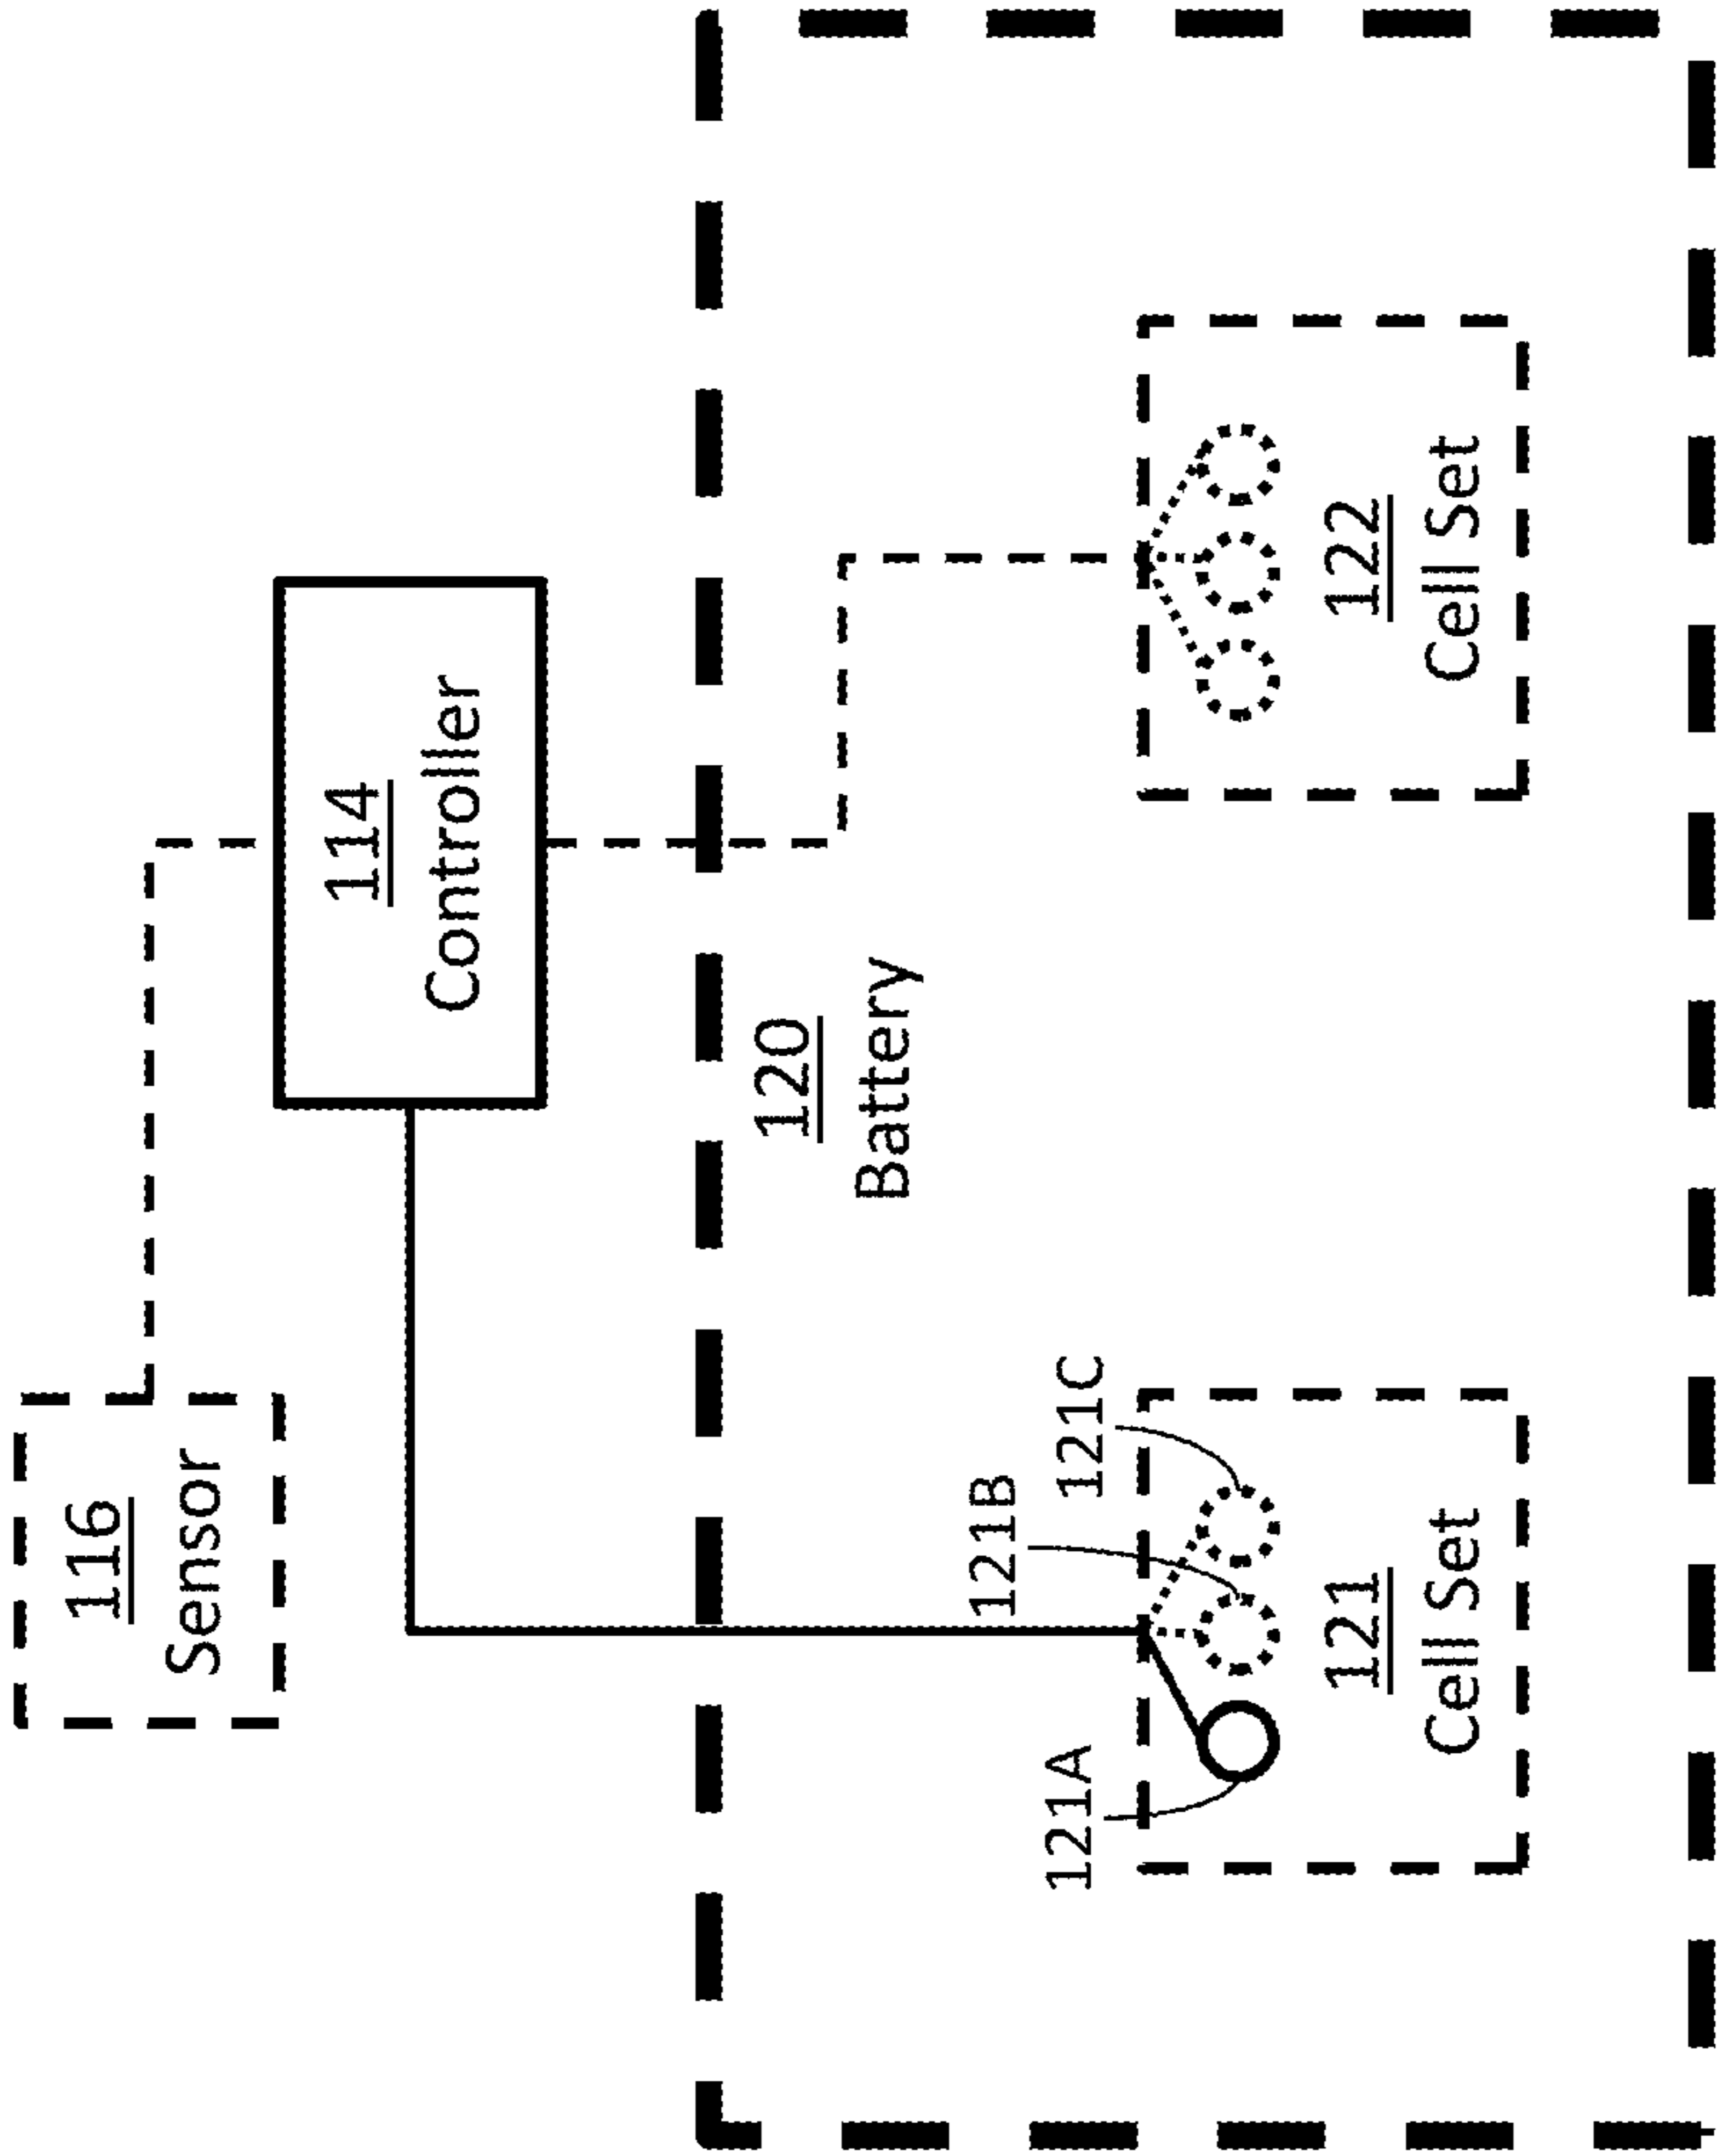 116
Sensor
114
Controller
120
Battery
121A
121B
121C
121
Cell Set
122
Cell Set